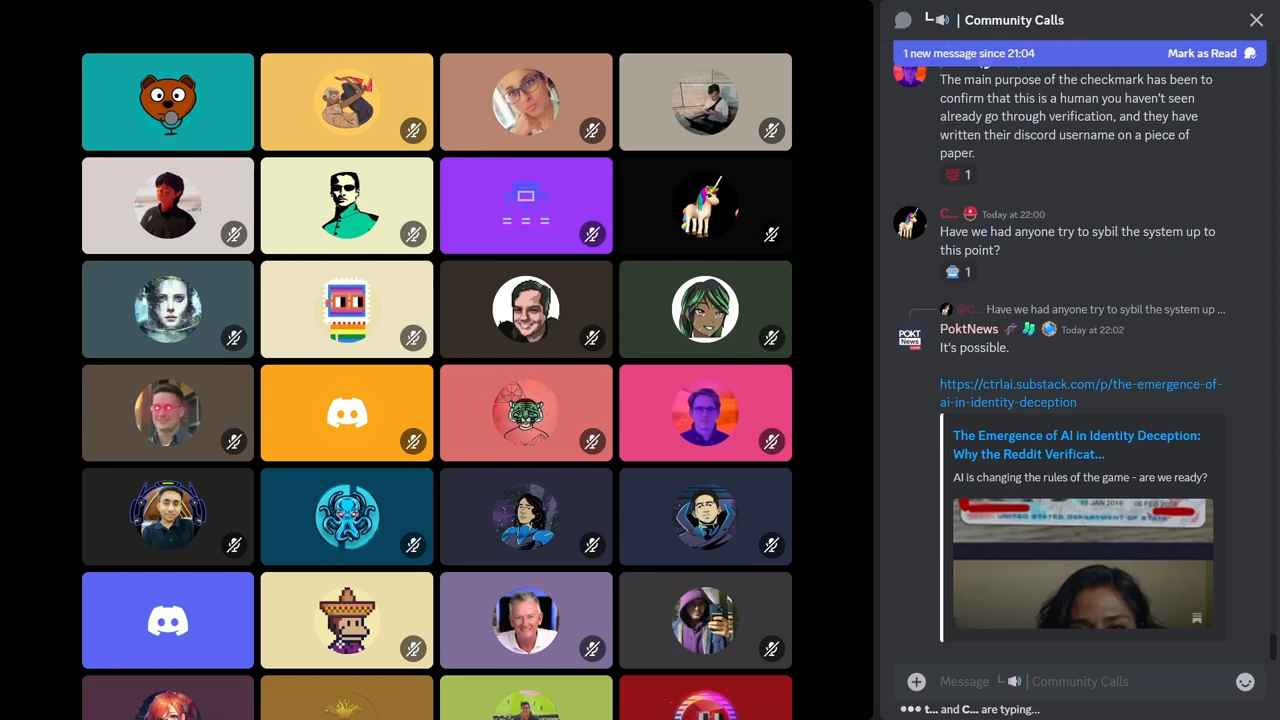 | Community Calls
1 new message since 21:04
Mark as Read
The main purpose of the checkmark has been to
confirm that this is a human you haven't seen
already go through verification, and they have
written their discord username on a piece of
paper.
💯 1
C... Today at 22:00
Have we had anyone try to sybil the system up to
this point?
🤖 1
@C... Have we had anyone try to sybil the system up ...
POKT
News
LIVE
PoktNews Today at 22:02
It's possible.
https://ctrlai.substack.com/p/the-emergence-of-
ai-in-identity-deception
The Emergence of AI in Identity Deception:
Why the Reddit Verificat...
AI is changing the rules of the game - are we ready?
10 JAN 2016
UNITED STATES DEPARTMENT OF STATE
Message | Community Calls
t... and C... are typing...